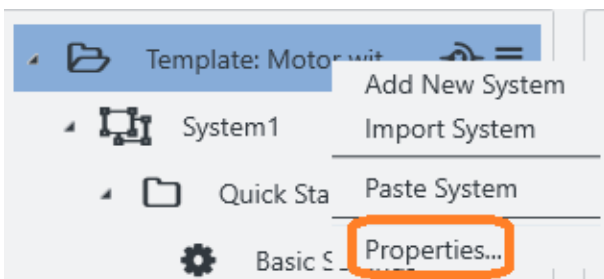 Template: Motor wit
Add New System
System1
Import System
Quick Sta
Paste System
Basic S
Properties...